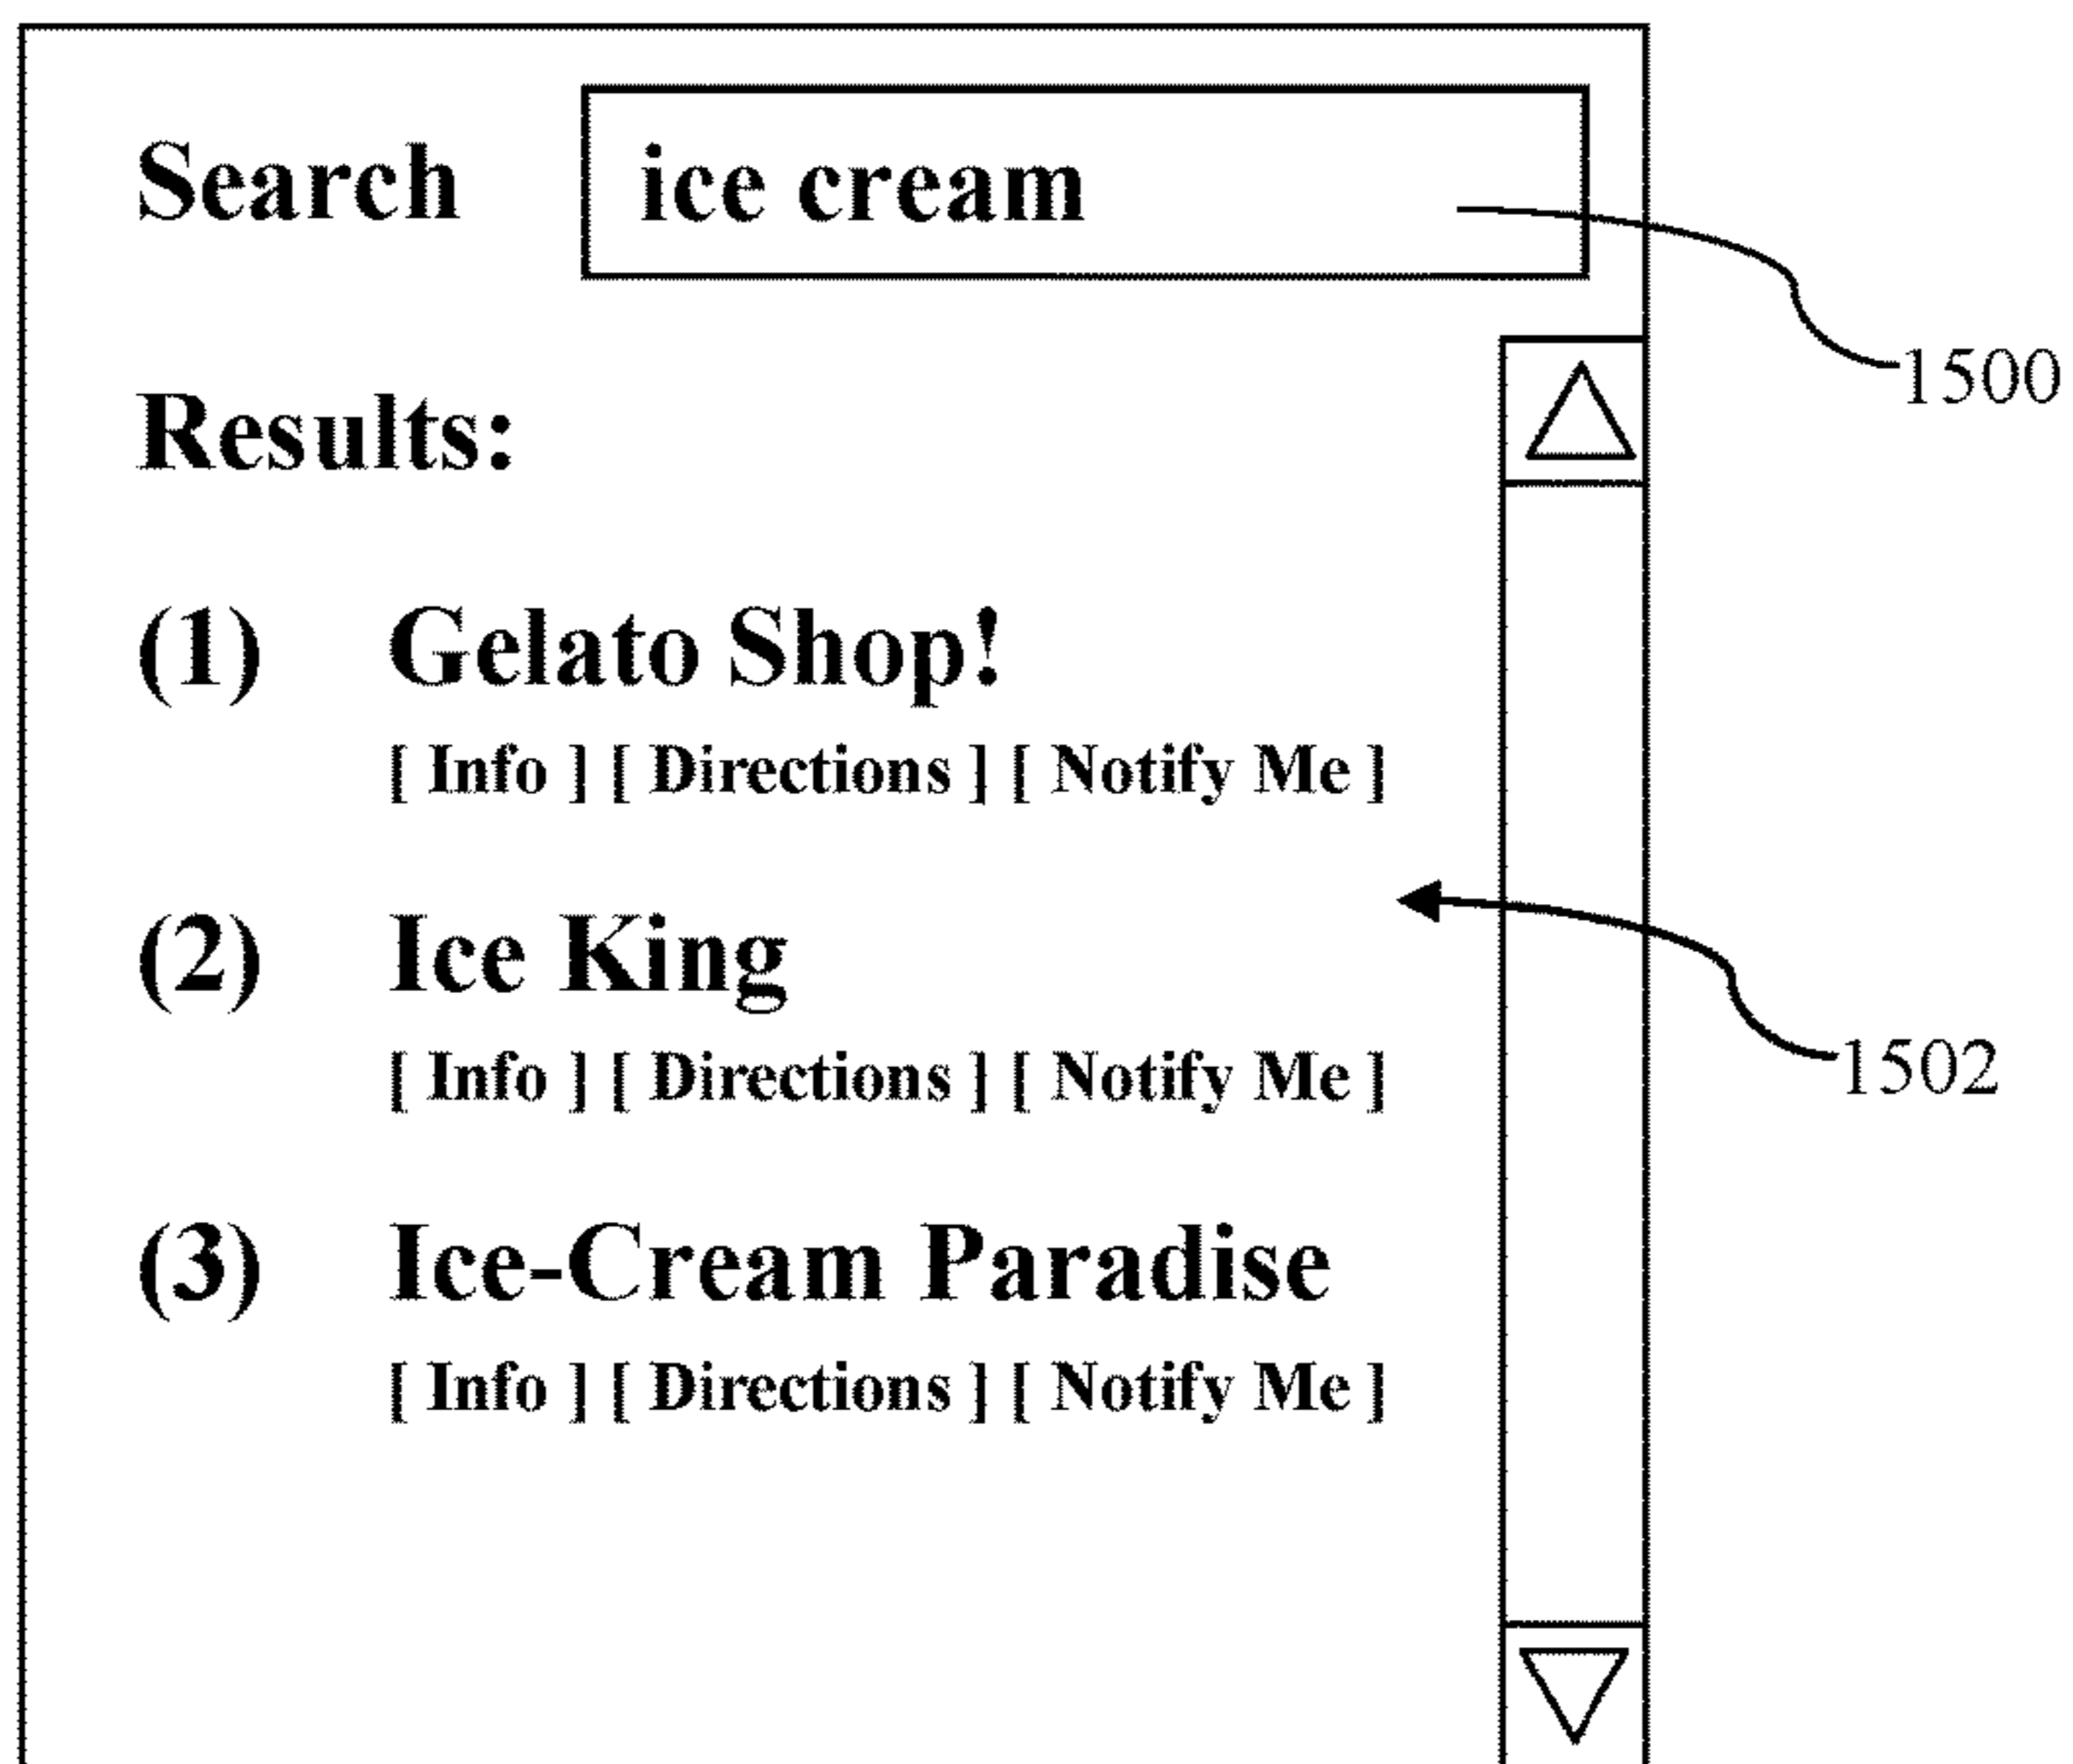 Search ice cream
1500
Results:
(1) Gelato Shop!
[ Info ] [ Directions ] [ Notify Me ]
(2) Ice King
1502
[ Info ] [ Directions ] [ Notify Me ]
(3) Ice-Cream Paradise
[ Info ] [ Directions ] [ Notify Me ]